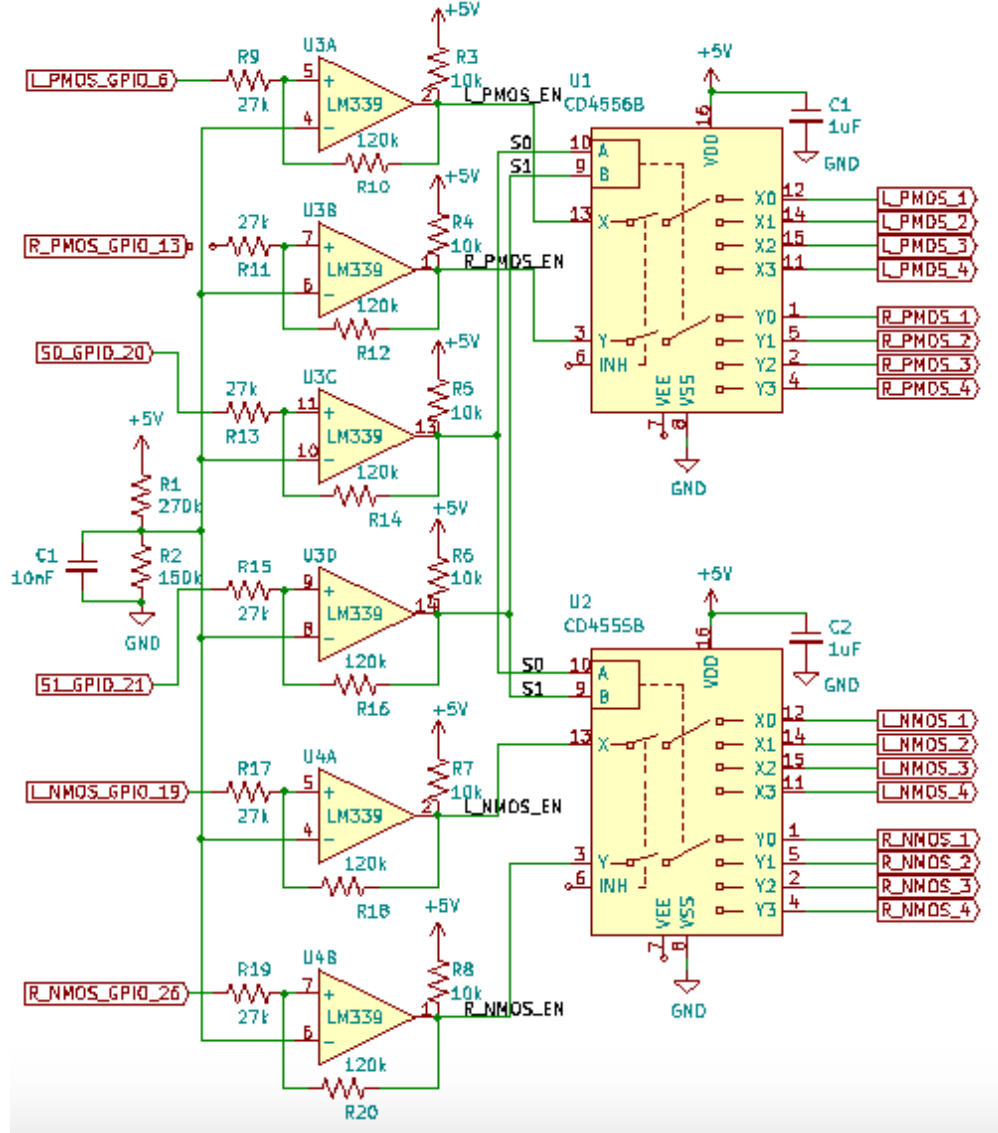 +5V
U3A
R9
R3
10k
L_PMOS_GPIO_6
27k
5
+
LM339
2
L_PMOS_EN
4
-
120k
R10
U1
CD4556B
+5V
16
VDD
C1
1uF
GND
S0
10
A
S1
9
B
13
X
X0
12
L_PMOS_1
X1
14
L_PMOS_2
X2
15
L_PMOS_3
X3
11
L_PMOS_4
Y0
1
R_PMOS_1
3
Y
Y1
5
R_PMOS_2
6
INH
Y2
2
R_PMOS_3
Y3
4
R_PMOS_4
VEE
VSS
7
8
GND
+5V
U3B
27k
R4
10k
R_PMOS_GPIO_13
R11
7
+
LM339
1
R_PMOS_EN
6
-
120k
R12
+5V
S0_GPIO_20
U3C
27k
R5
10k
R13
11
+
LM339
13
10
-
120k
R14
+5V
R1
270k
C1
10nF
R2
150k
GND
+5V
U3D
R15
R6
10k
27k
9
+
LM339
14
8
-
120k
R16
S1_GPIO_21
U2
CD4555B
+5V
16
VDD
C2
1uF
GND
S0
10
A
S1
9
B
13
X
X0
12
L_NMOS_1
X1
14
L_NMOS_2
X2
15
L_NMOS_3
X3
11
L_NMOS_4
Y0
1
R_NMOS_1
3
Y
Y1
5
R_NMOS_2
6
INH
Y2
2
R_NMOS_3
Y3
4
R_NMOS_4
VEE
VSS
7
8
GND
+5V
U4A
R17
R7
10k
L_NMOS_GPIO_19
27k
5
+
LM339
2
L_NMOS_EN
4
-
120k
R18
+5V
U4B
R19
R8
10k
R_NMOS_GPIO_26
27k
7
+
LM339
1
R_NMOS_EN
6
-
120k
R20